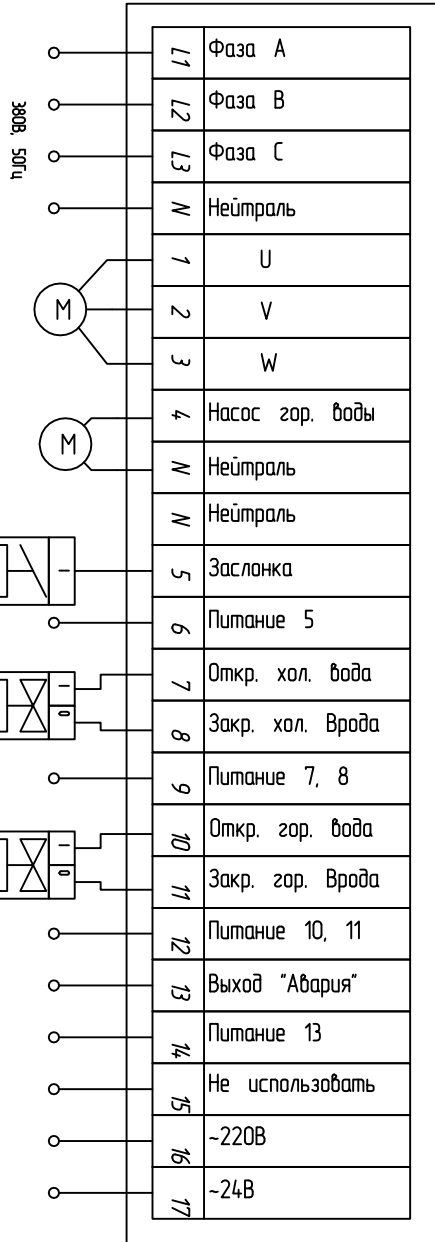 380В, 50Гц
L1 Фаза А
L2 Фаза В
L3 Фаза С
N Нейтраль
1 U
2 V
3 W
M
4 Насос гор. воды
M
N Нейтраль
N Нейтраль
5 Заслонка
I
6 Питание 5
7 Откр. хол. вода
I
8 Закр. хол. Врода
0
9 Питание 7, 8
10 Откр. гор. вода
I
11 Закр. гор. Врода
0
12 Питание 10, 11
13 Выход "Авария"
14 Питание 13
15 Не использовать
16 ~220В
17 ~24В